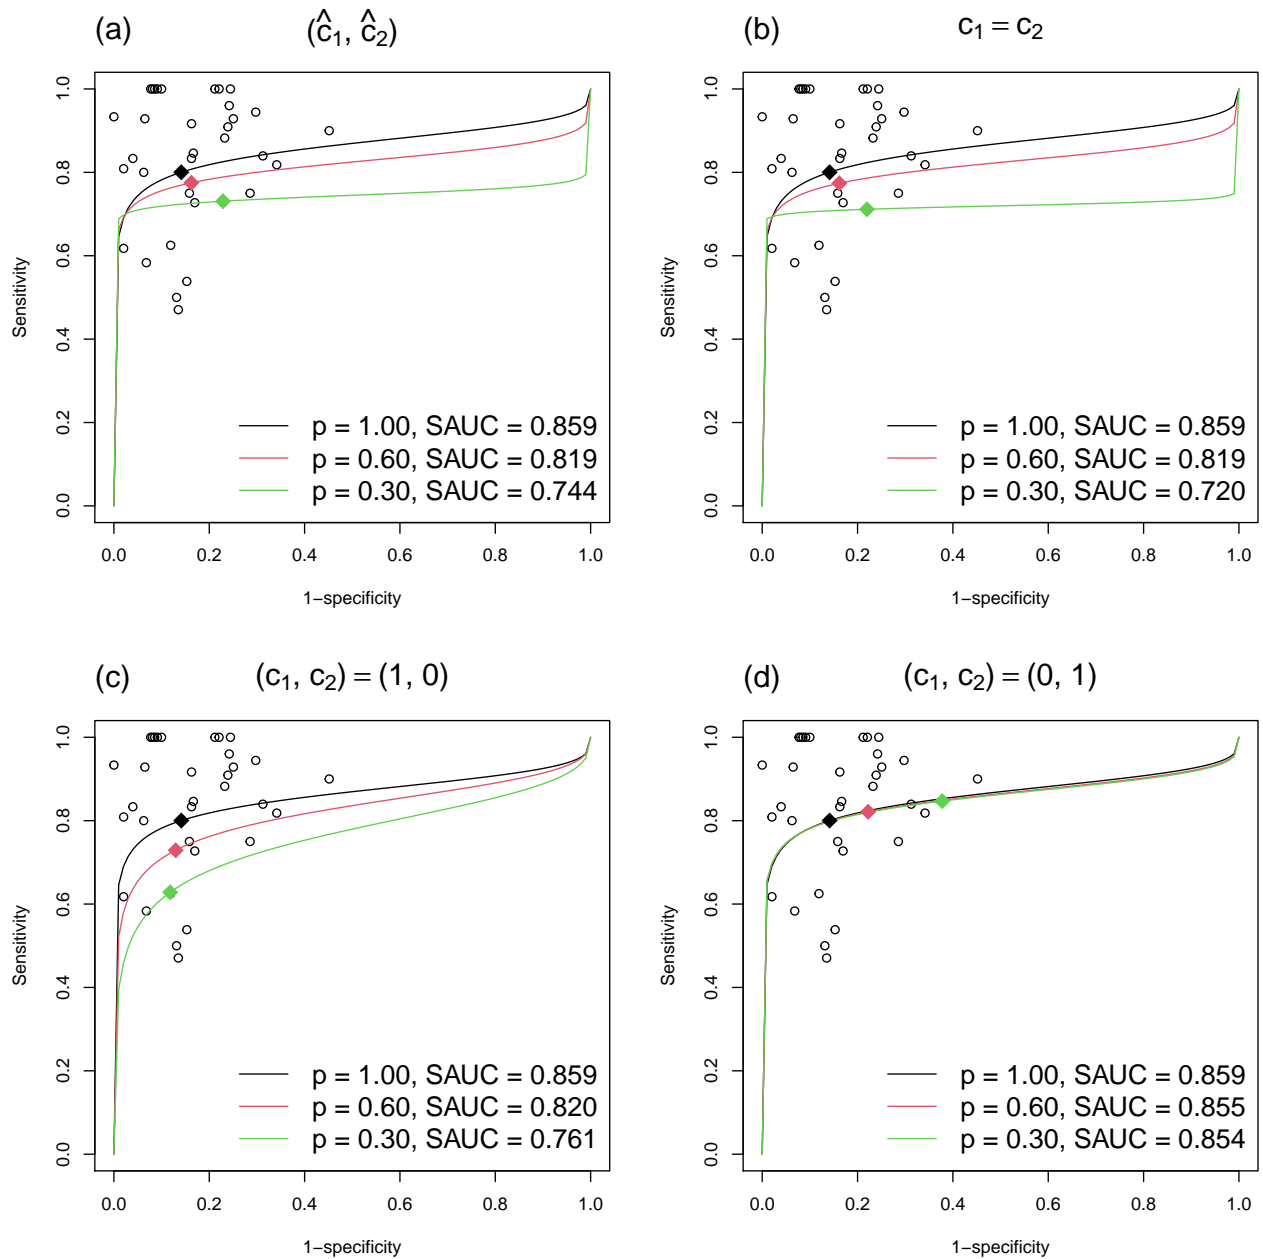 (a)
(ĉ₁, ĉ₂)
Sensitivity
1.0
0.8
0.6
0.4
0.2
0.0
p = 1.00, SAUC = 0.859
p = 0.60, SAUC = 0.819
p = 0.30, SAUC = 0.744
0.0 0.2 0.4 0.6 0.8 1.0
1−specificity
(b)
c₁ = c₂
Sensitivity
1.0
0.8
0.6
0.4
0.2
0.0
p = 1.00, SAUC = 0.859
p = 0.60, SAUC = 0.819
p = 0.30, SAUC = 0.720
0.0 0.2 0.4 0.6 0.8 1.0
1−specificity
(c)
(c₁, c₂) = (1, 0)
Sensitivity
1.0
0.8
0.6
0.4
0.2
0.0
p = 1.00, SAUC = 0.859
p = 0.60, SAUC = 0.820
p = 0.30, SAUC = 0.761
0.0 0.2 0.4 0.6 0.8 1.0
1−specificity
(d)
(c₁, c₂) = (0, 1)
Sensitivity
1.0
0.8
0.6
0.4
0.2
0.0
p = 1.00, SAUC = 0.859
p = 0.60, SAUC = 0.855
p = 0.30, SAUC = 0.854
0.0 0.2 0.4 0.6 0.8 1.0
1−specificity